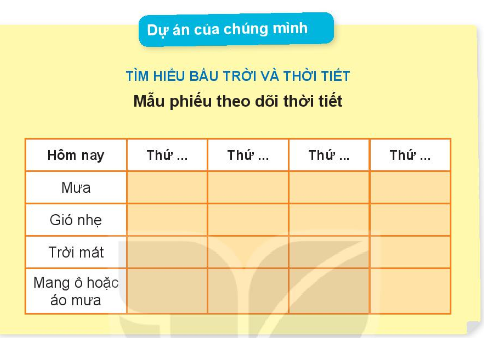 Dự án của chúng mình
TÌM HIỂU BẦU TRỜI VÀ THỜI TIẾT
Mẫu phiếu theo dõi thời tiết
Hôm nay Thứ ... Thứ ... Thứ ... Thứ ...
Mưa
Gió nhẹ
Trời mát
Mang ô hoặc
áo mưa